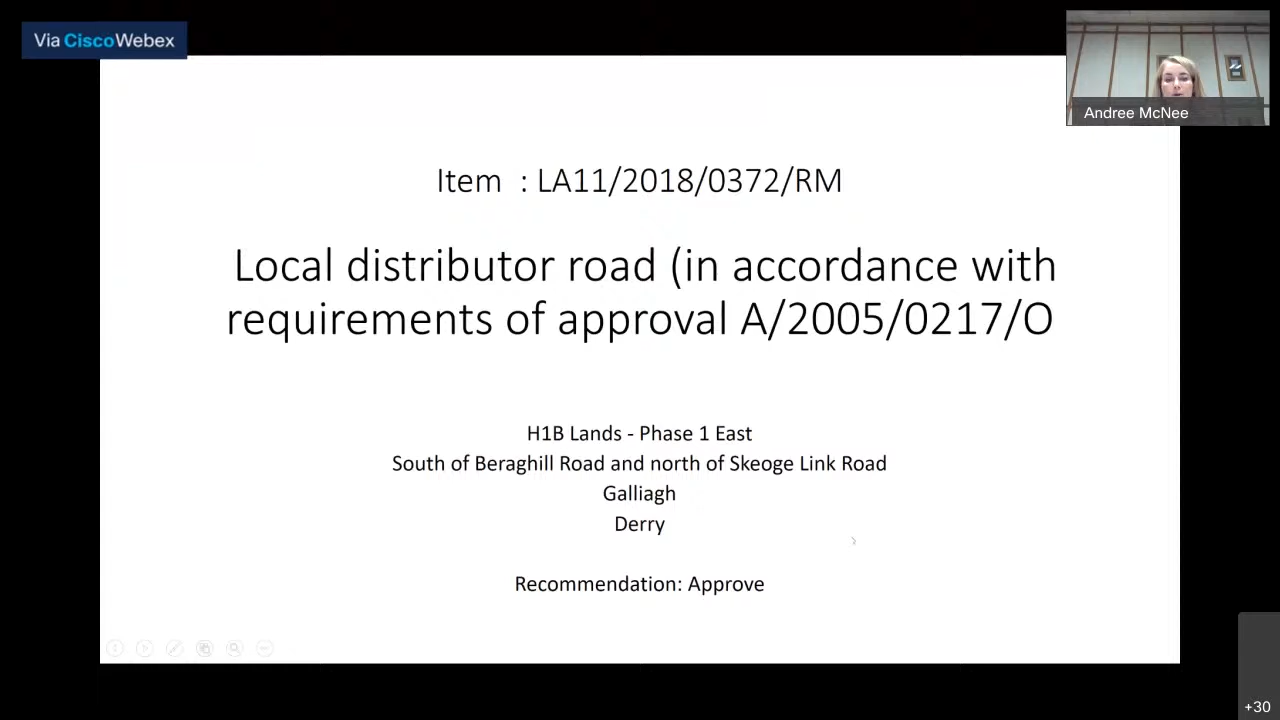 Via Cisco Webex
Andree McNee
Item : LA11/2018/0372/RM
Local distributor road (in accordance with
requirements of approval A/2005/0217/O
H1B Lands - Phase 1 East
South of Beraghill Road and north of Skeoge Link Road
Galliagh
Derry
Recommendation: Approve
+30